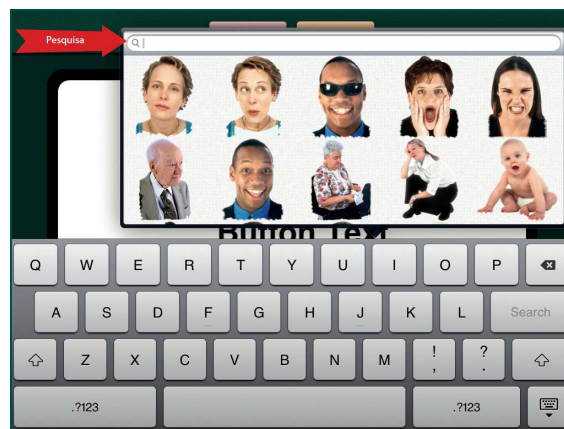 Pesquisa
Button Text
Q W E R T Y U I O P
A S D F G H J K L Search
Z X C V B N M ! , ? .
.?123 .?123